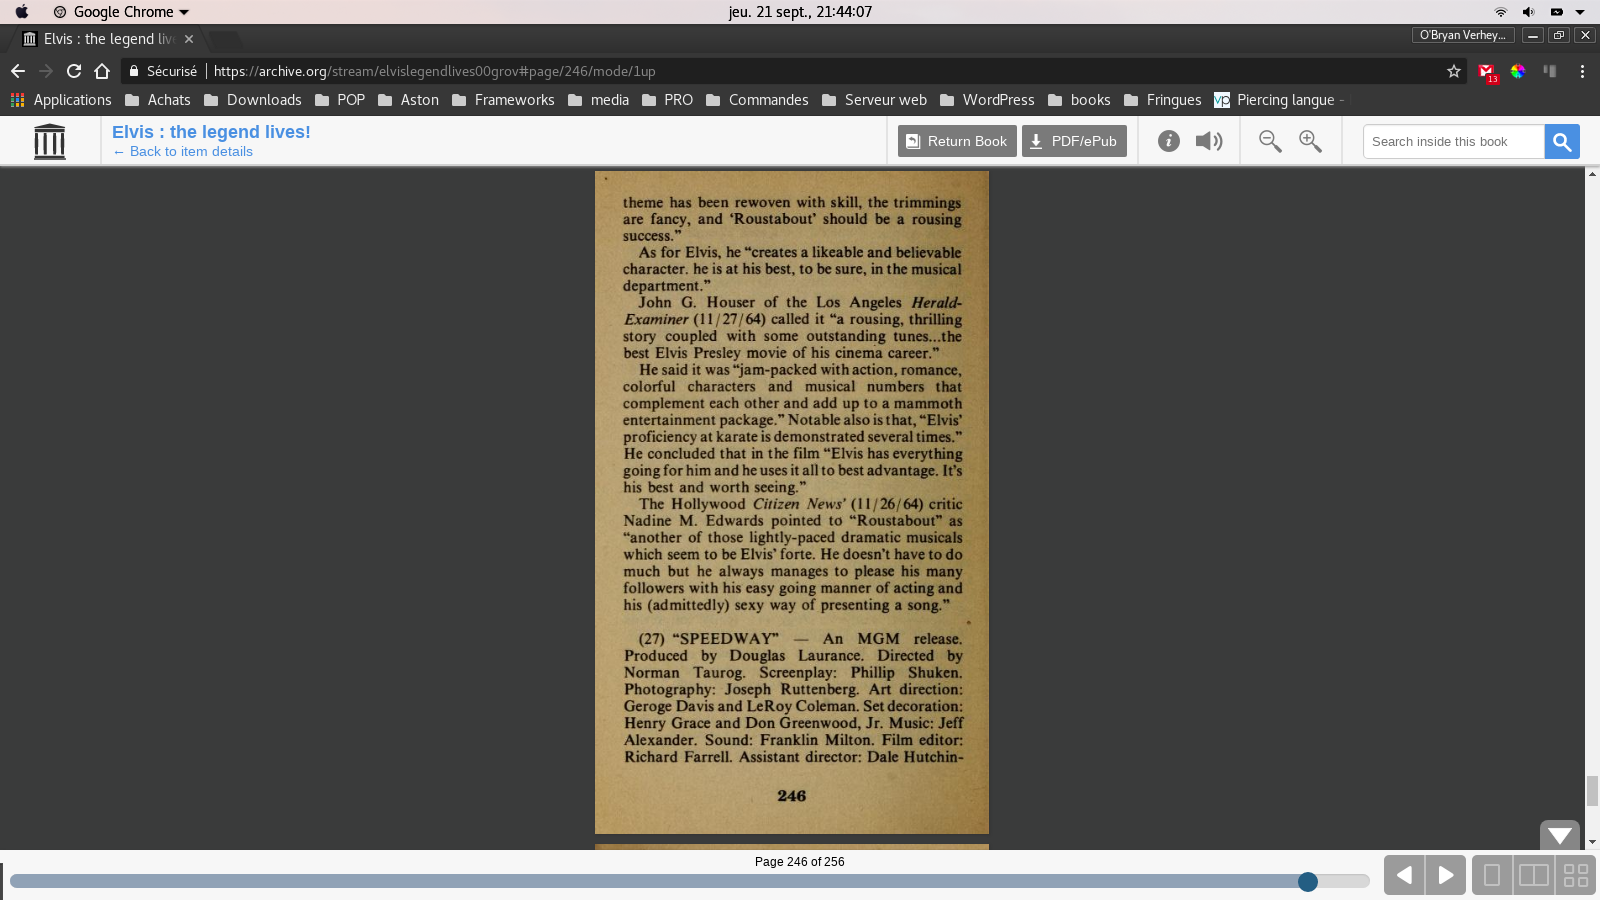 Google Chrome
jeu. 21 sept., 21:44:07
Elvis : the legend live
O'Bryan Verhey...
Sécurisé
https://archive.org/stream/elvislegendlives00grov#page/246/mode/1up
13
Applications
Achats
Downloads
POP
Aston
Frameworks
media
PRO
Commandes
Serveur web
WordPress
books
Fringues
vp
Piercing langue -
Elvis : the legend lives!
← Back to item details
Return Book
PDF/ePub
Search inside this book
theme has been rewoven with skill, the trimmings
are fancy, and ‘Roustabout’ should be a rousing
success.”
As for Elvis, he “creates a likeable and believable
character. he is at his best, to be sure, in the musical
department.”
John G. Houser of the Los Angeles Herald-
Examiner (11/27/64) called it “a rousing, thrilling
story coupled with some outstanding tunes...the
best Elvis Presley movie of his cinema career.”
He said it was “jam-packed with action, romance,
colorful characters and musical numbers that
complement each other and add up to a mammoth
entertainment package.” Notable also is that, “Elvis’
proficiency at karate is demonstrated several times.”
He concluded that in the film “Elvis has everything
going for him and he uses it all to best advantage. It’s
his best and worth seeing.”
The Hollywood Citizen News’ (11/26/64) critic
Nadine M. Edwards pointed to “Roustabout” as
“another of those lightly-paced dramatic musicals
which seem to be Elvis’ forte. He doesn’t have to do
much but he always manages to please his many
followers with his easy going manner of acting and
his (admittedly) sexy way of presenting a song.”
(27) “SPEEDWAY” — An MGM release.
Produced by Douglas Laurance. Directed by
Norman Taurog. Screenplay: Phillip Shuken.
Photography: Joseph Ruttenberg. Art direction:
Geroge Davis and LeRoy Coleman. Set decoration:
Henry Grace and Don Greenwood, Jr. Music: Jeff
Alexander. Sound: Franklin Milton. Film editor:
Richard Farrell. Assistant director: Dale Hutchin-
246
Page 246 of 256